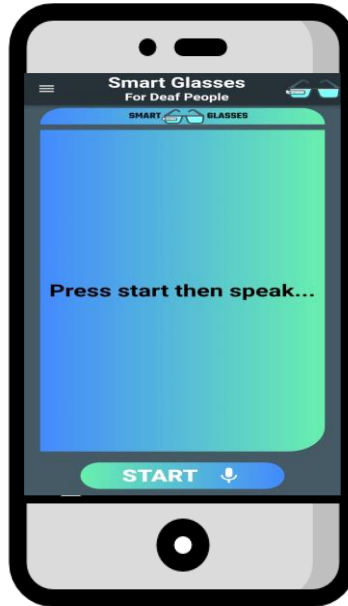 Smart Glasses
For Deaf People
SMART GLASSES
Press start then speak...
START